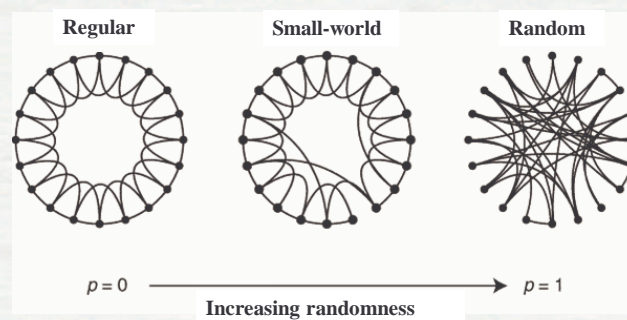 Regular
Small-world
Random
p = 0
p = 1
Increasing randomness